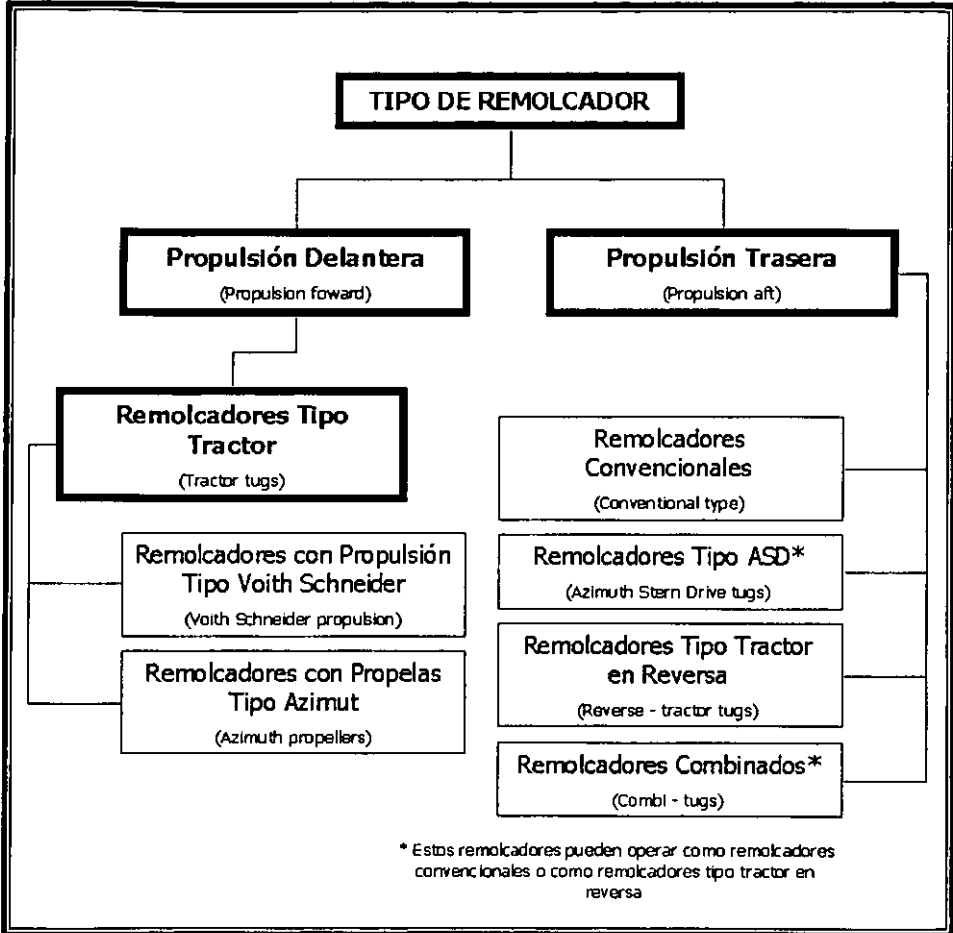 TIPO DE REMOLCADOR
Propulsión Delantera
(Propulsion foward)
Propulsión Trasera
(Propulsion aft)
Remolcadores Tipo
Tractor
(Tractor tugs)
Remolcadores con Propulsión
Tipo Voith Schneider
(Voith Schneider propulsion)
Remolcadores con Propelas
Tipo Azimut
(Azimuth propellers)
Remolcadores
Convencionales
(Conventional type)
Remolcadores Tipo ASD*
(Azimuth Stern Drive tugs)
Remolcadores Tipo Tractor
en Reversa
(Reverse - tractor tugs)
Remolcadores Combinados*
(Combi - tugs)
* Estos remolcadores pueden operar como remolcadores
convencionales o como remolcadores tipo tractor en
reversa